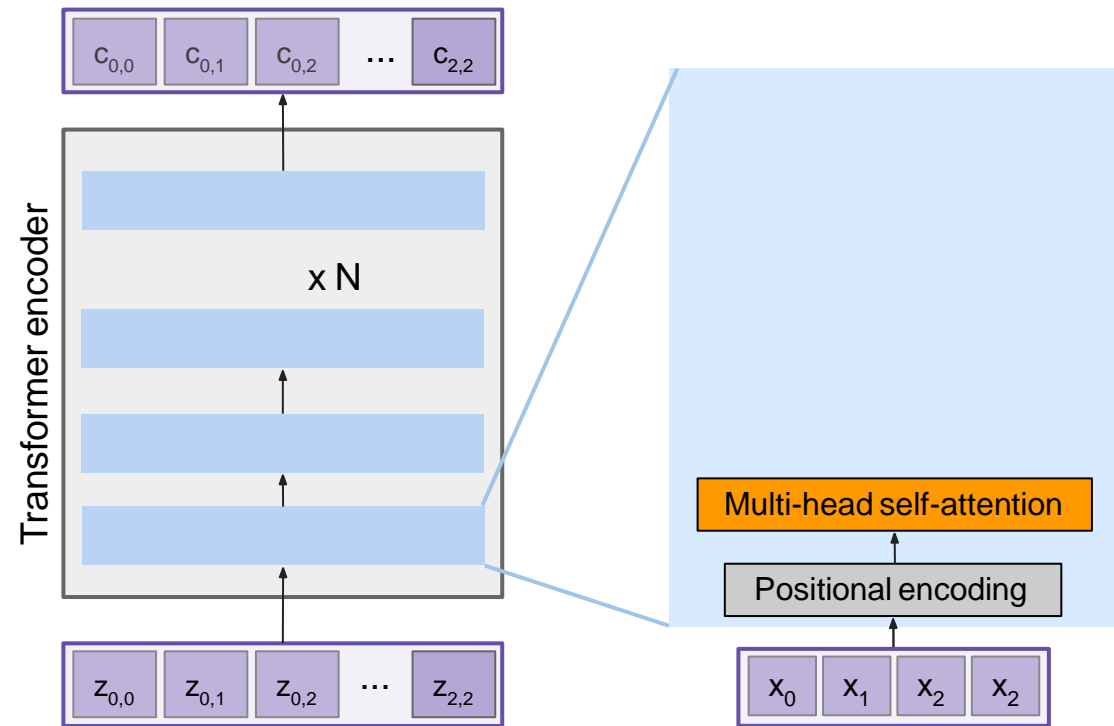 c0,0 c0,1 c0,2 ... c2,2
Transformer encoder
x N
z0,0 z0,1 z0,2 ... z2,2
Multi-head self-attention
Positional encoding
x0 x1 x2 x2